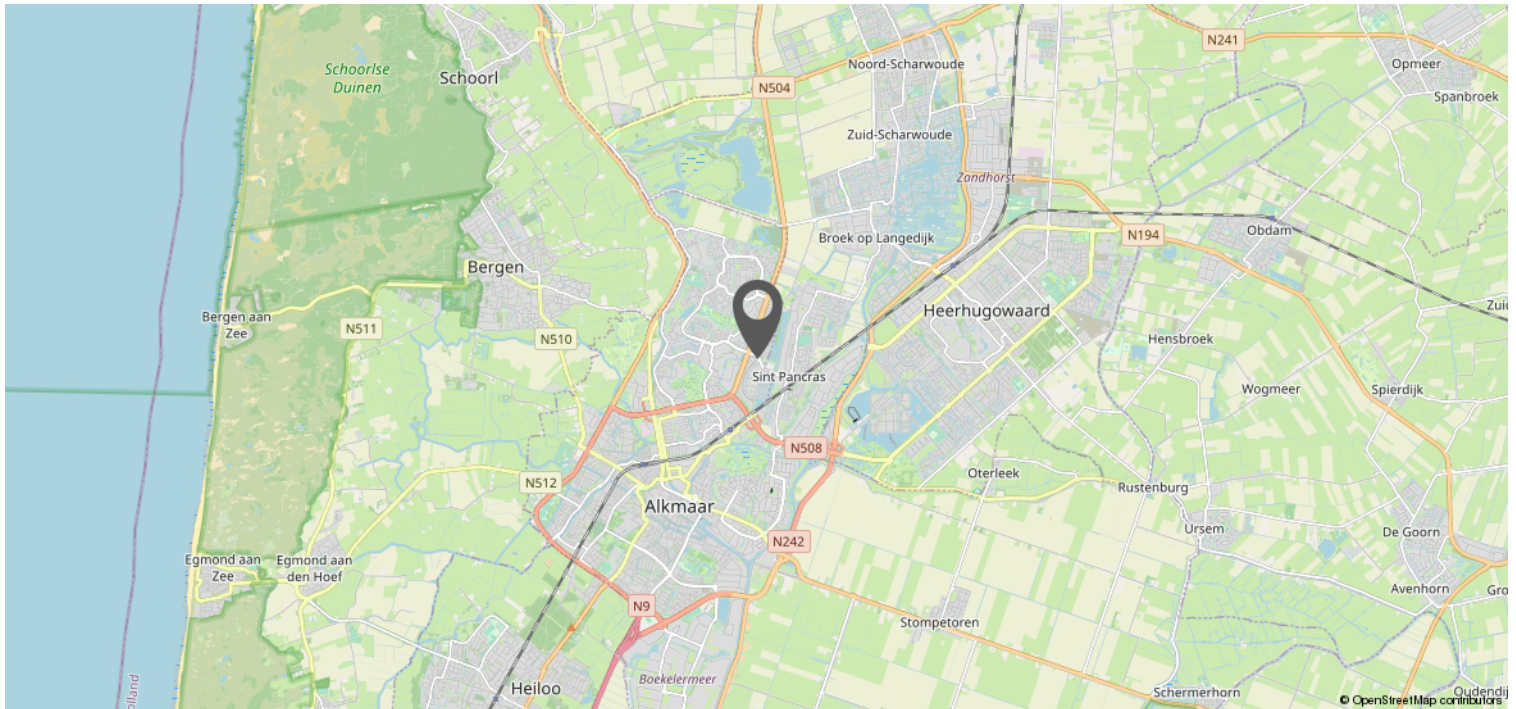 N241
Noord-Scharwoude
Opmeer
Schoorlse
Duinen
Schoorl
N504
Spanbroek
Zuid-Scharwoude
Zandhorst
Broek op Langedijk
N194
Obdam
Bergen
Zuid
Bergen aan
Zee
N511
Heerhugowaard
N510
Hensbroek
Sint Pancras
Wogmeer
Spierdijk
N508
Oterleek
N512
Rustenburg
Alkmaar
Ursem
De Goorn
N242
Egmond aan
Zee
Egmond aan
den Hoef
Avenhorn
Gro
N9
Stompetoren
Boekelermeer
Heiloo
olland
Schermerhorn
Oudendij
© OpenStreetMap contributors